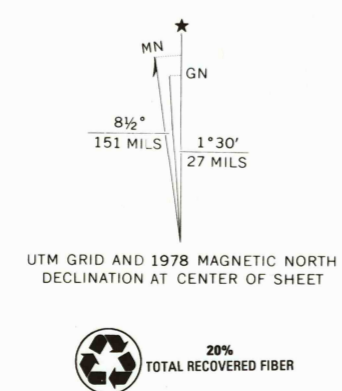 MN
GN
8½°
151 MILS
1°30′
27 MILS
UTM GRID AND 1978 MAGNETIC NORTH
DECLINATION AT CENTER OF SHEET
20%
TOTAL RECOVERED FIBER